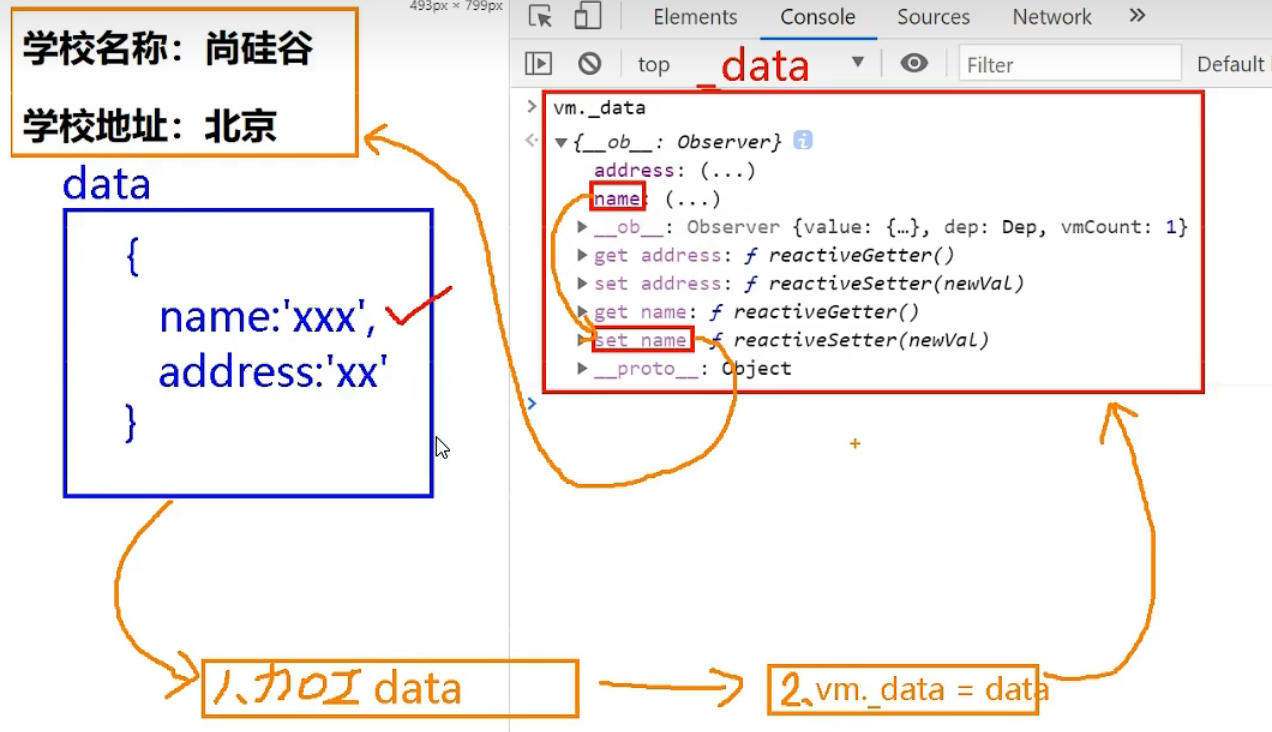 493px × 799px
学校名称：尚硅谷
学校地址：北京
data
{
name:'xxx',
address:'xx'
}
Elements Console Sources Network »
top _data Filter Default
vm._data
{__ob__: Observer} i
address: (...)
name: (...)
__ob__: Observer {value: {…}, dep: Dep, vmCount: 1}
get address: ƒ reactiveGetter()
set address: ƒ reactiveSetter(newVal)
get name: ƒ reactiveGetter()
set name: ƒ reactiveSetter(newVal)
__proto__: Object
1、加工 data
2、vm._data = data